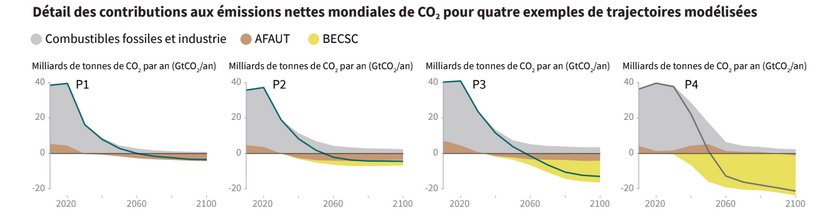 Détail des contributions aux émissions nettes mondiales de CO₂ pour quatre exemples de trajectoires modélisées
Combustibles fossiles et industrie AFAUT BECSC
Milliards de tonnes de CO₂ par an (GtCO₂/an) Milliards de tonnes de CO₂ par an (GtCO₂/an) Milliards de tonnes de CO₂ par an (GtCO₂/an) Milliards de tonnes de CO₂ par an (GtCO₂/an)
40 P1 40 P2 40 P3 40 P4
20 20 20 20
0 0 0 0
-20 -20 -20 -20
2020 2060 2100 2020 2060 2100 2020 2060 2100 2020 2060 2100